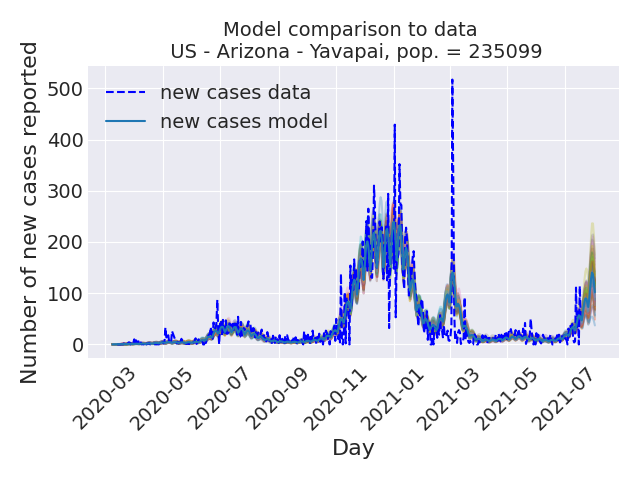 Model comparison to data
US - Arizona - Yavapai, pop. = 235099
Number of new cases reported
500
400
300
200
100
0
new cases data
new cases model
2020-03
2020-05
2020-07
2020-09
2020-11
2021-01
2021-03
2021-05
2021-07
Day